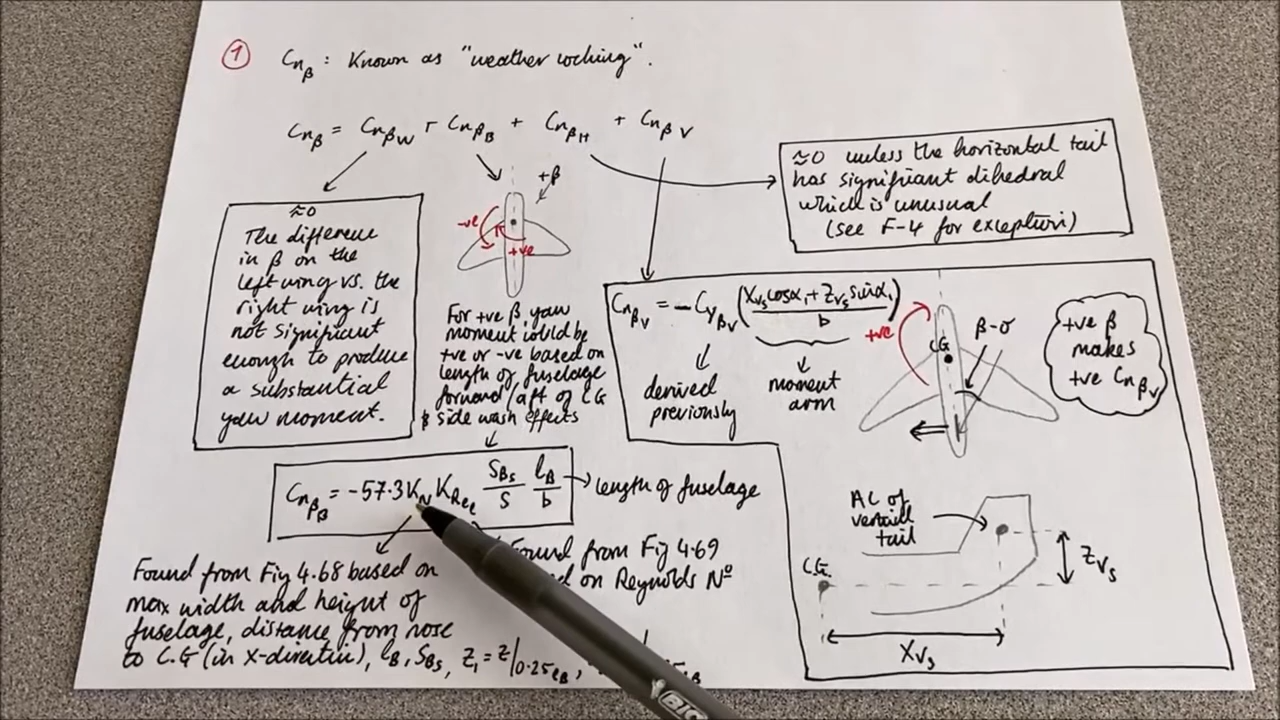 1 Cnβ : Known as "weather cocking".
Cnβ = CnβW + CnβB + CnβH + CnβV
≈0
The difference
in β on the
left wing vs. the
right wing is
not significant
enough to produce
a substantial
yaw moment.
+β
-ve
+ve
For +ve β, yaw
moment could be
+ve or -ve based on
length of fuselage
forward/aft of CG
& side wash effects
≈0 unless the horizontal tail
has significant dihedral
which is unusual
(see F-4 for exception)
CnβV = -CyβV (XVs cosα1 + ZVs sinα1) / b
derived
previously
moment
arm
+ve
CG
β-σ
+ve β
makes
+ve CnβV
CnβB = -57.3 KN KRel SBs/S lB/b
length of fuselage
Found from Fig 4.68 based on
max width and height of
fuselage, distance from nose
to C.G (in x-direction), lB, SBs, Z1 = Z|0.25lB,
Found from Fig 4.69
on Reynolds Nº
AC of
vertical
tail
C.G.
ZVs
XVs
BIC